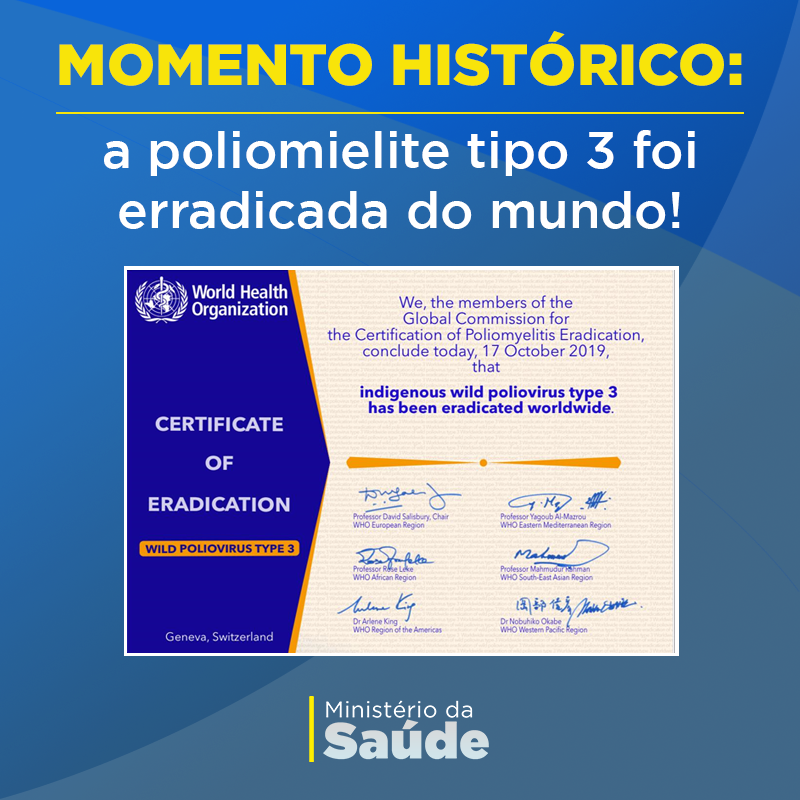 MOMENTO HISTÓRICO:
a poliomielite tipo 3 foi
erradicada do mundo!
World Health
Organization
CERTIFICATE
OF
ERADICATION
WILD POLIOVIRUS TYPE 3
Geneva, Switzerland
We, the members of the
Global Commission for
the Certification of Poliomyelitis Eradication,
conclude today, 17 October 2019,
that
indigenous wild poliovirus type 3
has been eradicated worldwide.
Professor David Salisbury, Chair
WHO European Region
Professor Yagoub Al-Mazrou
WHO Eastern Mediterranean Region
Professor Rose Leke
WHO African Region
Professor Mahmudur Rahman
WHO South-East Asian Region
Arlene King
Dr Arlene King
WHO Region of the Americas
Dr Nobuhiko Okabe
WHO Western Pacific Region
Ministério da
Saúde